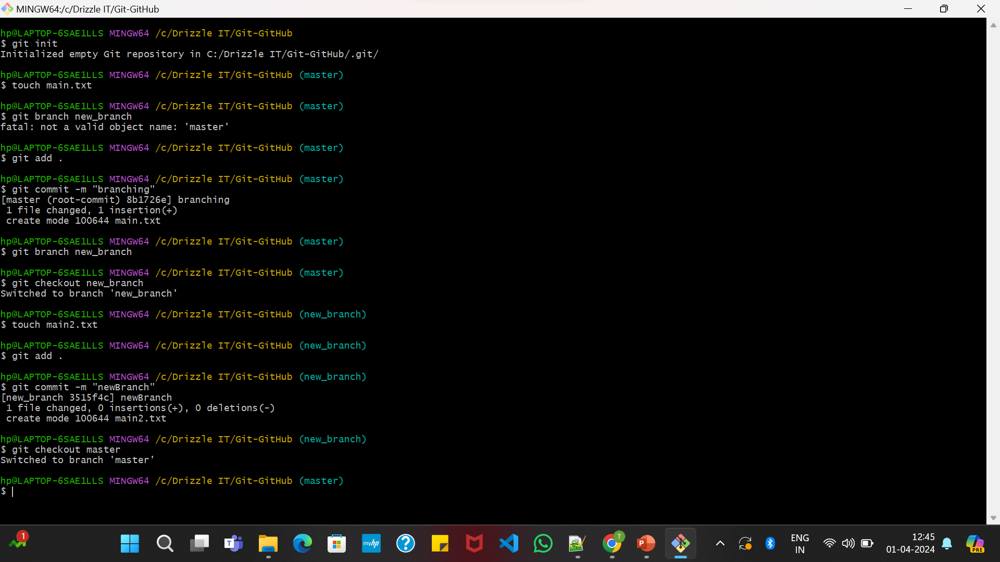 MINGW64:/c/Drizzle IT/Git-GitHub
hp@LAPTOP-6SAE1LLS MINGW64 /c/Drizzle IT/Git-GitHub
$ git init
Initialized empty Git repository in C:/Drizzle IT/Git-GitHub/.git/
hp@LAPTOP-6SAE1LLS MINGW64 /c/Drizzle IT/Git-GitHub (master)
$ touch main.txt
hp@LAPTOP-6SAE1LLS MINGW64 /c/Drizzle IT/Git-GitHub (master)
$ git branch new_branch
fatal: not a valid object name: 'master'
hp@LAPTOP-6SAE1LLS MINGW64 /c/Drizzle IT/Git-GitHub (master)
$ git add .
hp@LAPTOP-6SAE1LLS MINGW64 /c/Drizzle IT/Git-GitHub (master)
$ git commit -m "branching"
[master (root-commit) 8b1726e] branching
 1 file changed, 1 insertion(+)
 create mode 100644 main.txt
hp@LAPTOP-6SAE1LLS MINGW64 /c/Drizzle IT/Git-GitHub (master)
$ git branch new_branch
hp@LAPTOP-6SAE1LLS MINGW64 /c/Drizzle IT/Git-GitHub (master)
$ git checkout new_branch
Switched to branch 'new_branch'
hp@LAPTOP-6SAE1LLS MINGW64 /c/Drizzle IT/Git-GitHub (new_branch)
$ touch main2.txt
hp@LAPTOP-6SAE1LLS MINGW64 /c/Drizzle IT/Git-GitHub (new_branch)
$ git add .
hp@LAPTOP-6SAE1LLS MINGW64 /c/Drizzle IT/Git-GitHub (new_branch)
$ git commit -m "newBranch"
[new_branch 3515f4c] newBranch
 1 file changed, 0 insertions(+), 0 deletions(-)
 create mode 100644 main2.txt
hp@LAPTOP-6SAE1LLS MINGW64 /c/Drizzle IT/Git-GitHub (new_branch)
$ git checkout master
Switched to branch 'master'
hp@LAPTOP-6SAE1LLS MINGW64 /c/Drizzle IT/Git-GitHub (master)
$
1
T
myhp
?
T
P
ENG
IN
12:45
01-04-2024
PRE